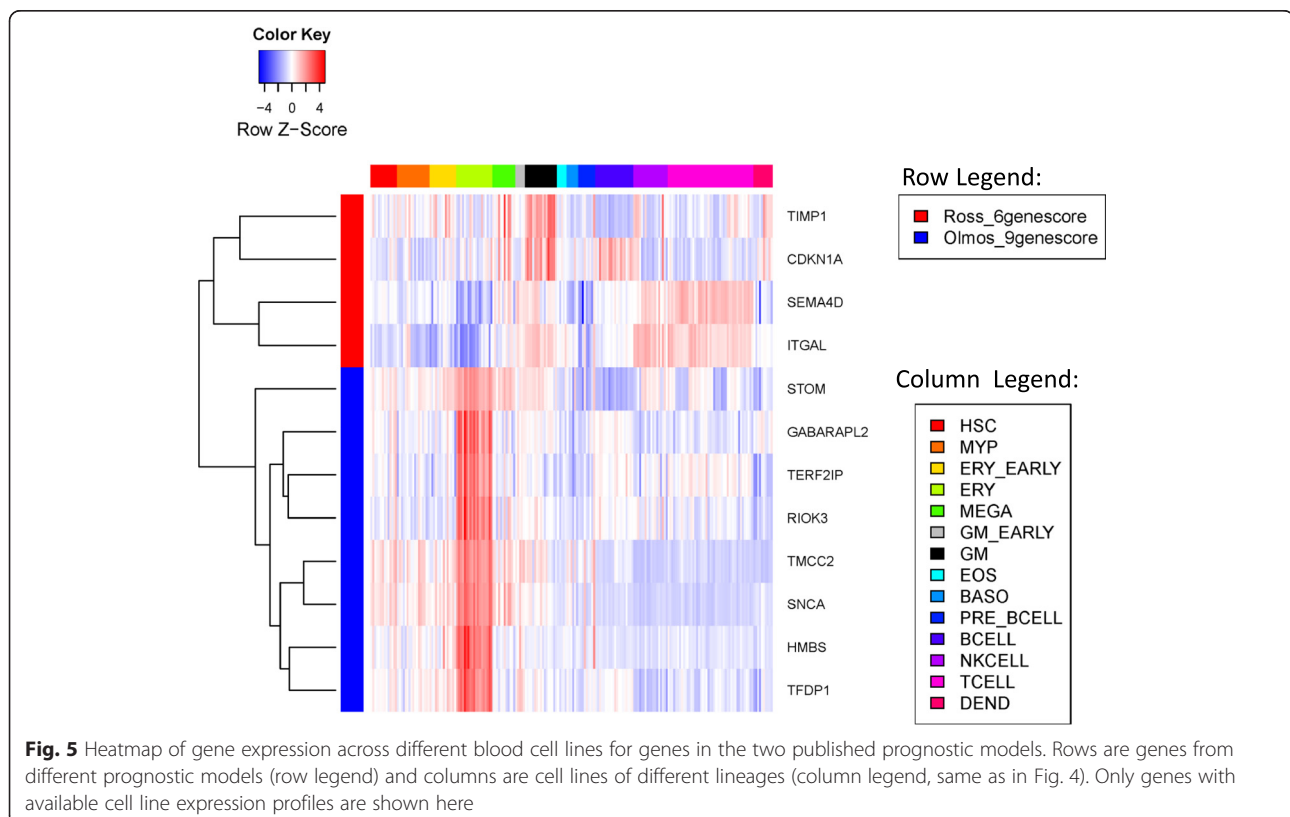 Color Key
−4 0 4
Row Z−Score
TIMP1
CDKN1A
SEMA4D
ITGAL
STOM
GABARAPL2
TERF2IP
RIOK3
TMCC2
SNCA
HMBS
TFDP1
Row Legend:
Ross_6genescore
Olmos_9genescore
Column Legend:
HSC
MYP
ERY_EARLY
ERY
MEGA
GM_EARLY
GM
EOS
BASO
PRE_BCELL
BCELL
NKCELL
TCELL
DEND
Fig. 5 Heatmap of gene expression across different blood cell lines for genes in the two published prognostic models. Rows are genes from
different prognostic models (row legend) and columns are cell lines of different lineages (column legend, same as in Fig. 4). Only genes with
available cell line expression profiles are shown here